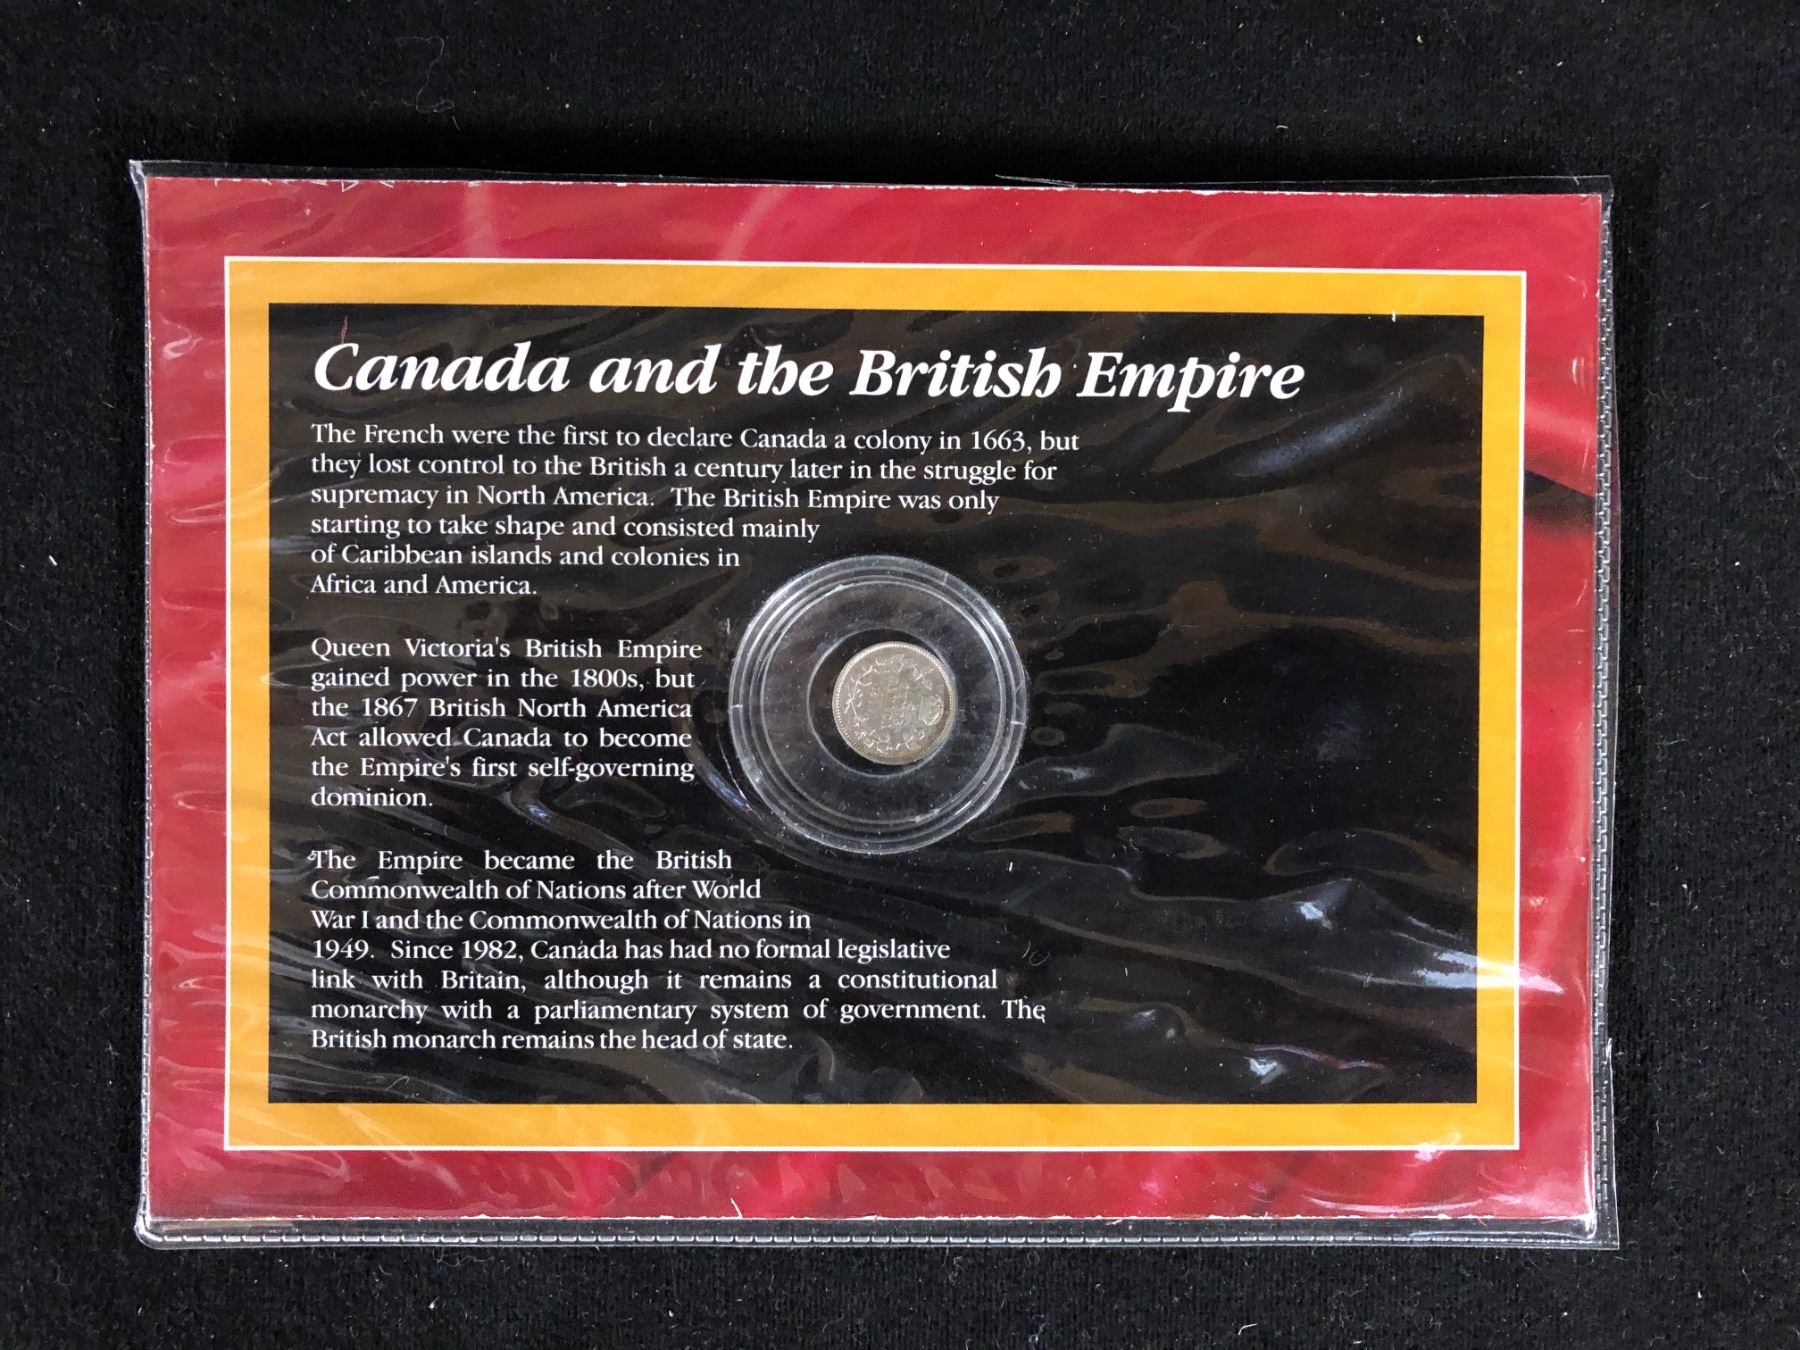 Canada and the British Empire
The French were the first to declare Canada a colony in 1663, but
they lost control to the British a century later in the struggle for
supremacy in North America. The British Empire was only
starting to take shape and consisted mainly
of Caribbean islands and colonies in
Africa and America.
Queen Victoria's British Empire
gained power in the 1800s, but
the 1867 British North America
Act allowed Canada to become
the Empire's first self-governing
dominion.
The Empire became the British
Commonwealth of Nations after World
War I and the Commonwealth of Nations in
1949. Since 1982, Canada has had no formal legislative
link with Britain, although it remains a constitutional
monarchy with a parliamentary system of government. The
British monarch remains the head of state.